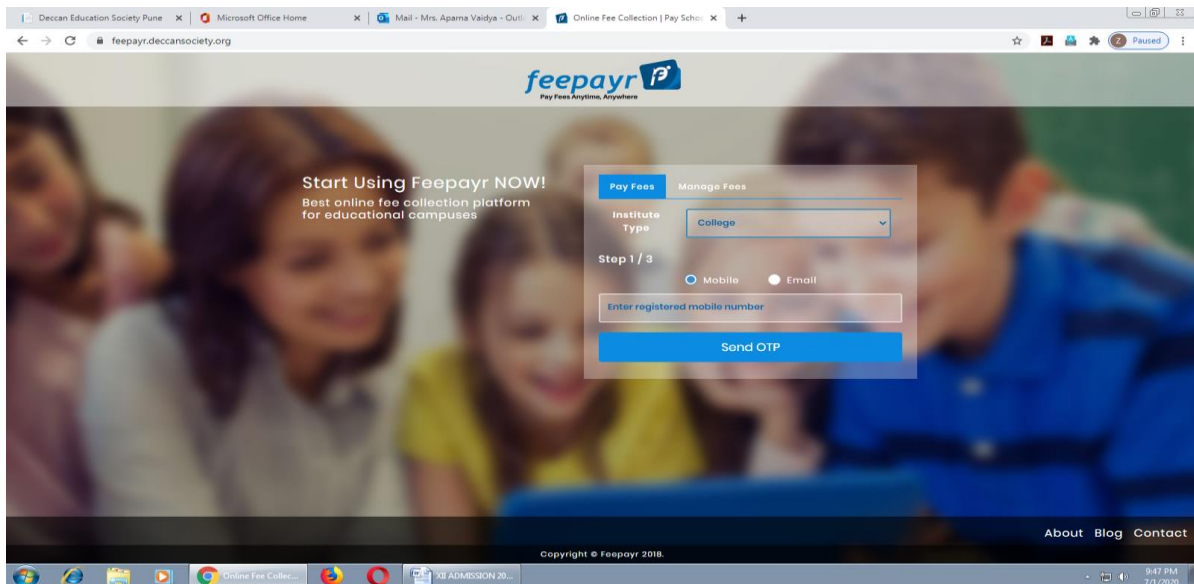 Deccan Education Society Pune
Microsoft Office Home
Mail - Mrs. Aparna Vaidya - Outl
Online Fee Collection | Pay Schoo
feepayr.deccansociety.org
Z Paused
feepayr
Pay Fees Anytime, Anywhere
Start Using Feepayr NOW!
Best online fee collection platform
for educational campuses
Pay Fees Manage Fees
Institute
Type
College
Step 1 / 3
Mobile Email
Enter registered mobile number
Send OTP
About Blog Contact
Copyright © Feepayr 2018.
Online Fee Collec...
XII ADMISSION 20...
9:47 PM
7/1/2020